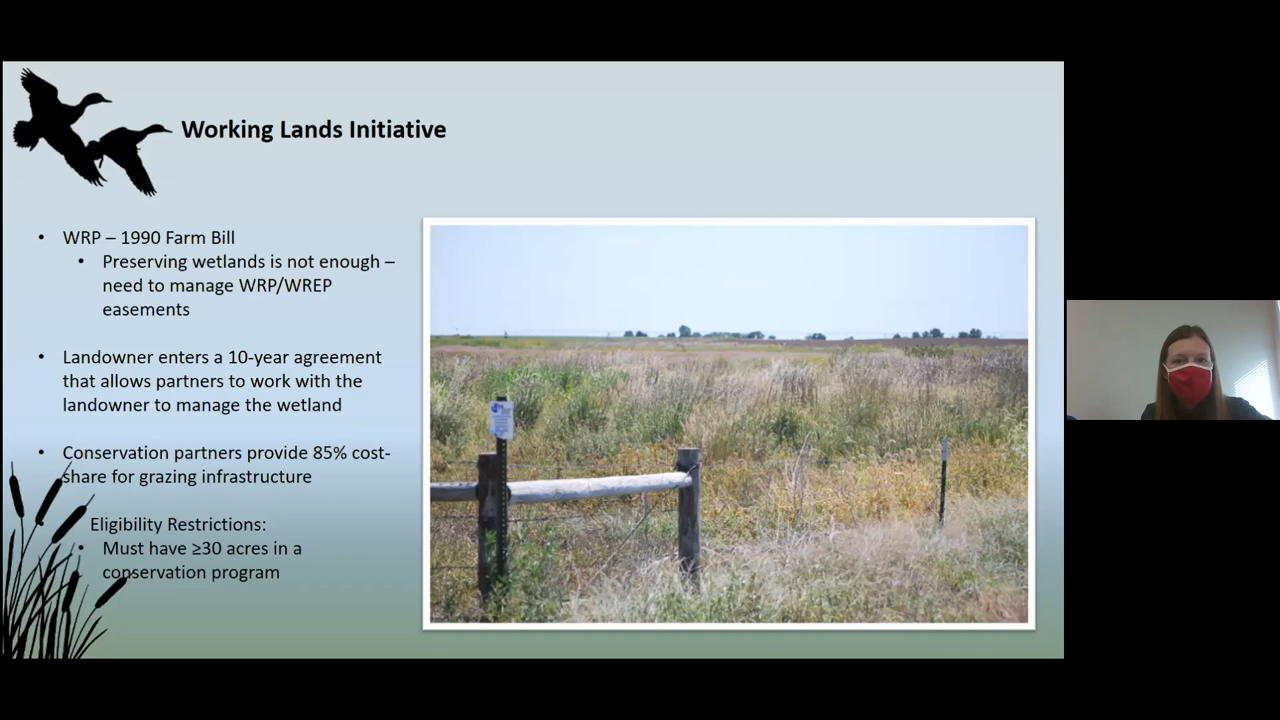 Working Lands Initiative
• WRP – 1990 Farm Bill
• Preserving wetlands is not enough –
need to manage WRP/WREP
easements
• Landowner enters a 10-year agreement
that allows partners to work with the
landowner to manage the wetland
• Conservation partners provide 85% cost-
share for grazing infrastructure
• Eligibility Restrictions:
• Must have ≥30 acres in a
conservation program